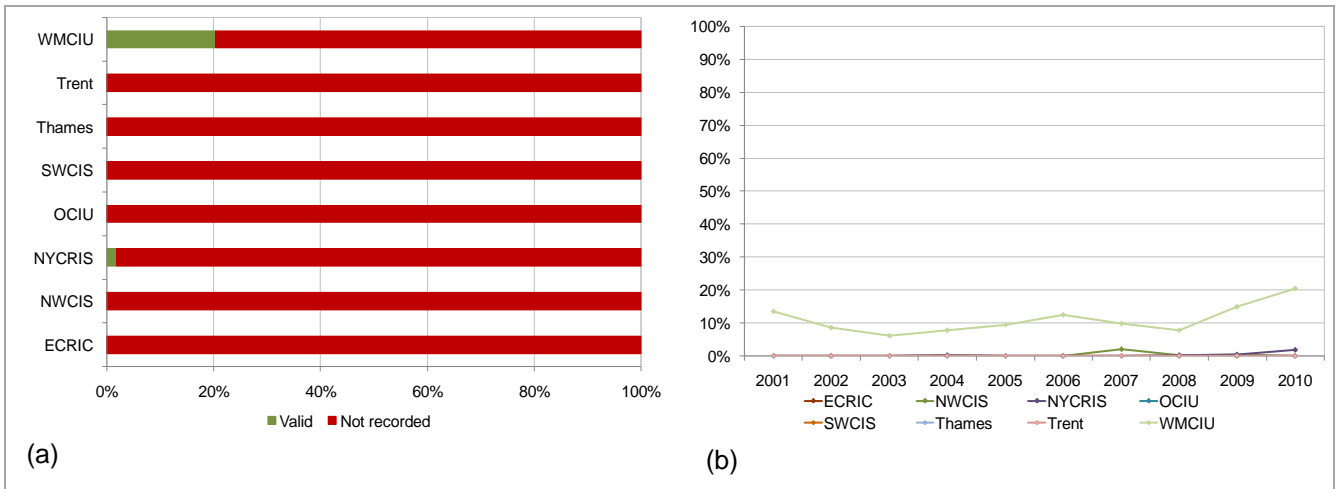 WMCIU
Trent
Thames
SWCIS
OCIU
NYCRIS
NWCIS
ECRIC
0% 20% 40% 60% 80% 100%
Valid Not recorded
(a)
100%
90%
80%
70%
60%
50%
40%
30%
20%
10%
0%
2001 2002 2003 2004 2005 2006 2007 2008 2009 2010
ECRIC NWCIS NYCRIS OCIU
SWCIS Thames Trent WMCIU
(b)